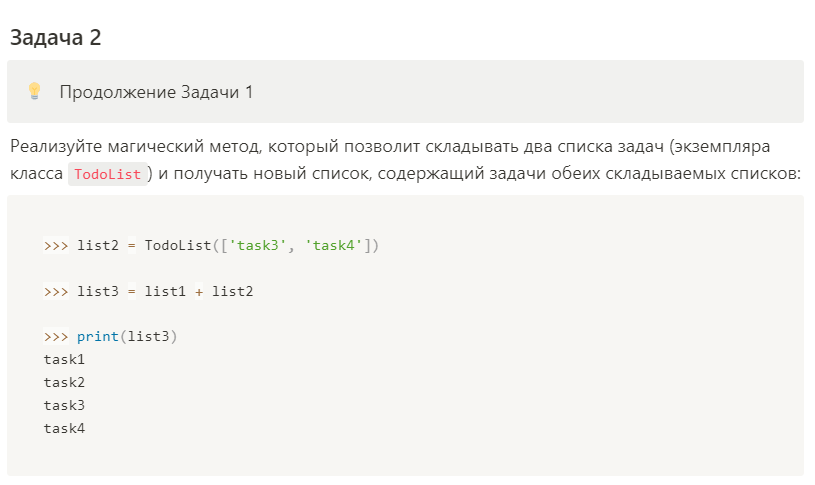 Задача 2
Продолжение Задачи 1
Реализуйте магический метод, который позволит складывать два списка задач (экземпляра
класса TodoList) и получать новый список, содержащий задачи обеих складываемых списков:
>>> list2 = TodoList(['task3', 'task4'])
>>> list3 = list1 + list2
>>> print(list3)
task1
task2
task3
task4